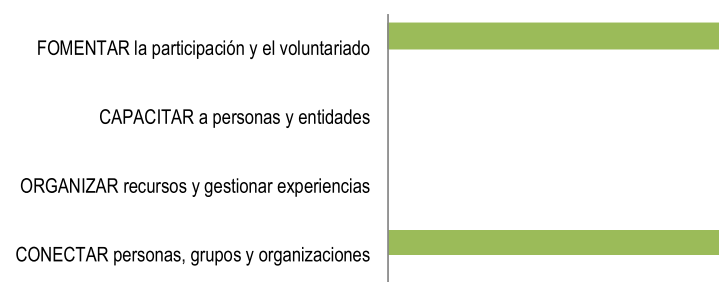 FOMENTAR la participación y el voluntariado
CAPACITAR a personas y entidades
ORGANIZAR recursos y gestionar experiencias
CONECTAR personas, grupos y organizaciones